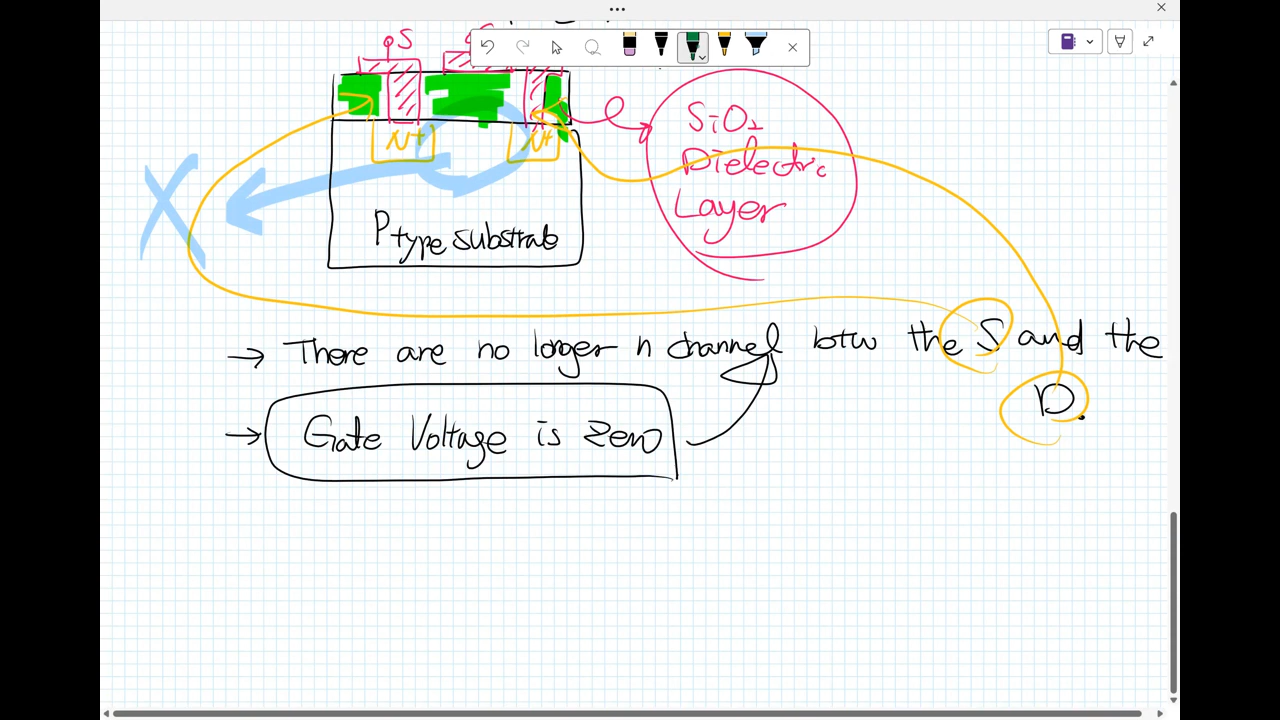 S
N+
N+
P type substrate
SiO2
Dielectric
Layer
→ There are no longer n channel btw the S and the
D.
→ Gate Voltage is Zero